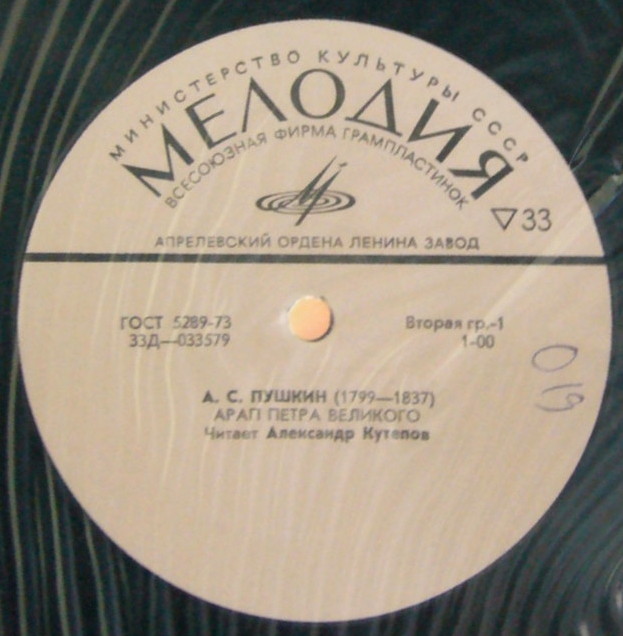 МИНИСТЕРСТВО КУЛЬТУРЫ СССР
МЕЛОДИЯ
ВСЕСОЮЗНАЯ ФИРМА ГРАМПЛАСТИНОК
▽33
АПРЕЛЕВСКИЙ ОРДЕНА ЛЕНИНА ЗАВОД
ГОСТ 5289-73
33Д—033579
Вторая гр.-1
1-00
019
А. С. ПУШКИН (1799—1837)
АРАП ПЕТРА ВЕЛИКОГО
Читает Александр Кутепов